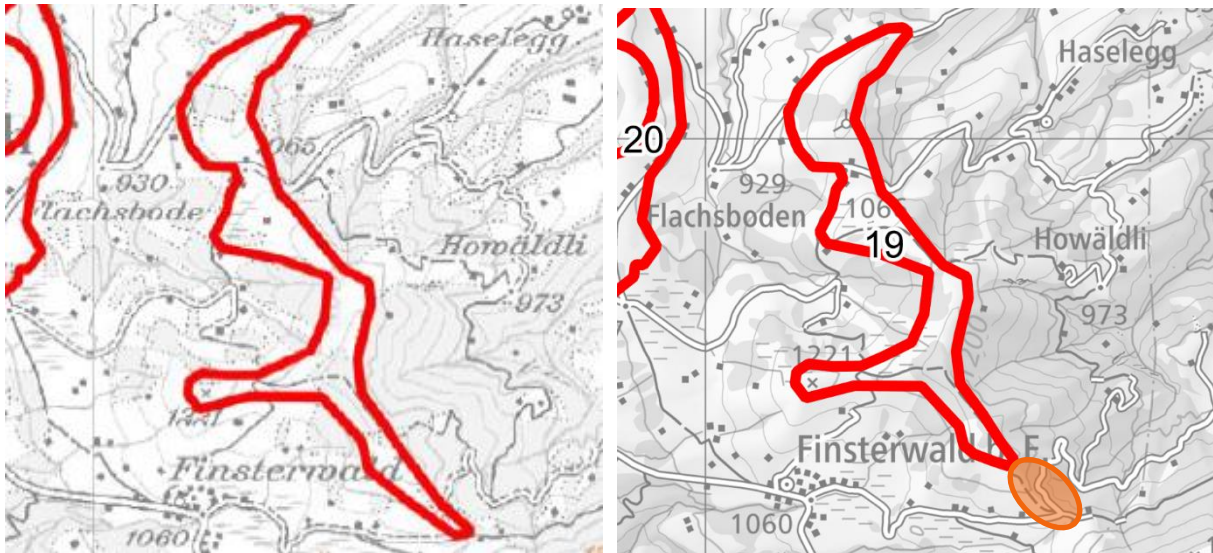 Haselegg
065
930
Flachsbode
Howäldli
973
Finsterwald
1060
Haselegg
20
929
Flachsboden
106
19
Howäldli
973
1200
1221
Finsterwald b. E.
1060